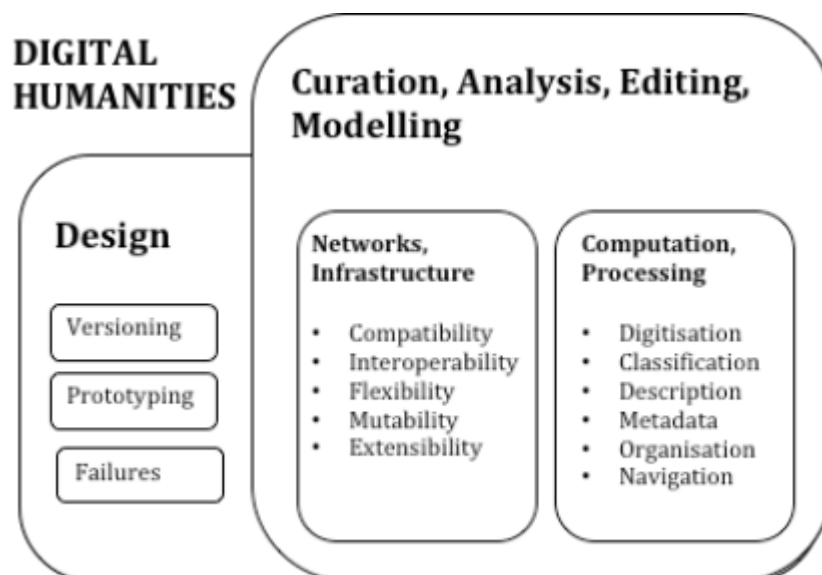 DIGITAL
HUMANITIES
Curation, Analysis, Editing,
Modelling
Design
Versioning
Prototyping
Failures
Networks,
Infrastructure
• Compatibility
• Interoperability
• Flexibility
• Mutability
• Extensibility
Computation,
Processing
• Digitisation
• Classification
• Description
• Metadata
• Organisation
• Navigation